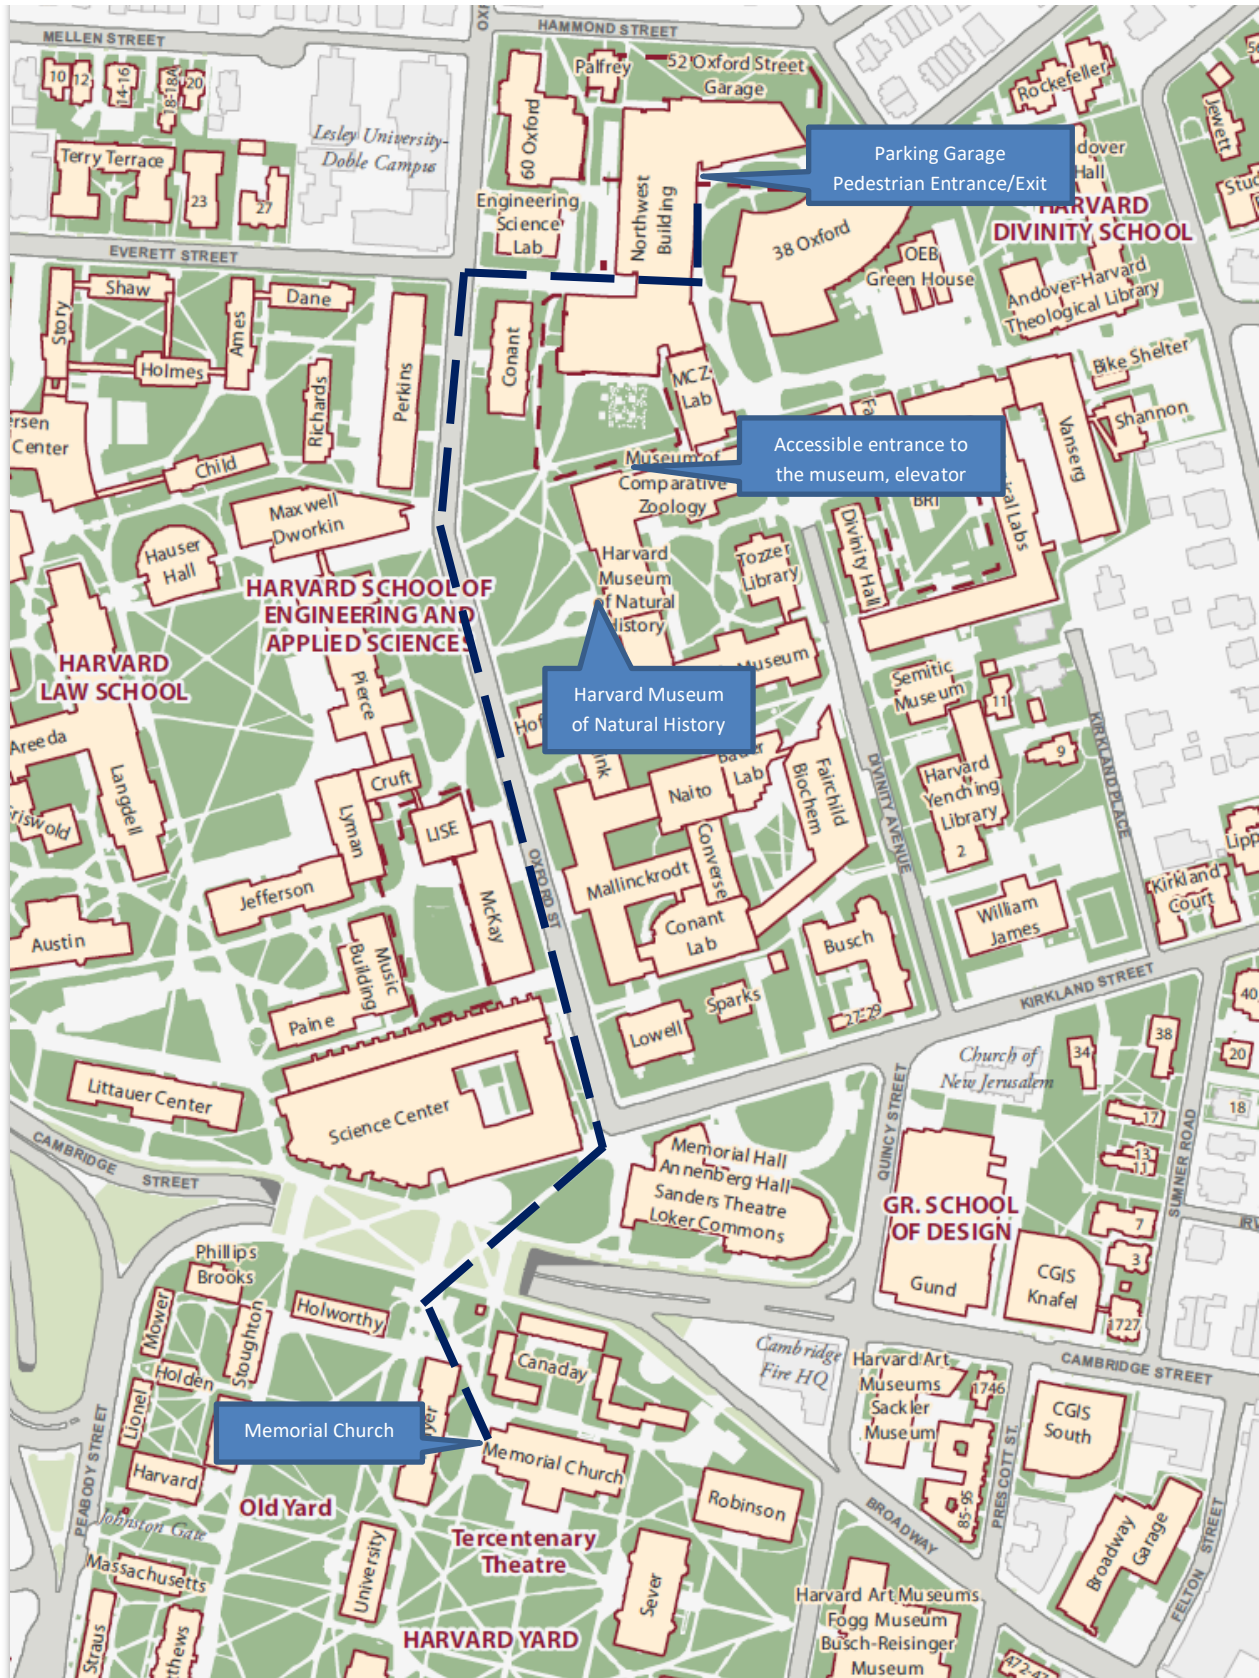 MELLEN STREET
HAMMOND STREET
10
12
14-16
18-18A
20
Lesley University-
Doble Campus
Palfrey
52 Oxford Street
Garage
60 Oxford
Rockefeller
Jewett
Terry Terrace
23
27
Engineering
Science
Lab
Northwest
Building
Parking Garage
Pedestrian Entrance/Exit
Hall
HARVARD
DIVINITY SCHOOL
38 Oxford
OEB
Green House
Andover-Harvard
Theological Library
EVERETT STREET
Shaw
Dane
Story
Ames
Holmes
Perkins
Conant
Richards
Child
Center
MCZ
Lab
Bike Shelter
Shannon
Vanserg
Museum of
Comparative
Zoology
Accessible entrance to
the museum, elevator
BRI
Labs
Maxwell
Dworkin
Hauser
Hall
HARVARD SCHOOL OF
ENGINEERING AND
APPLIED SCIENCES
Harvard
Museum
of Natural
History
Tozzer
Library
Divinity Hall
HARVARD
LAW SCHOOL
Pierce
Harvard Museum
of Natural History
Museum
Semitic
Museum
11
9
KIRKLAND PLACE
Areeda
Langdell
Cruft
Lyman
LISE
McKay
Jefferson
Naito
Bauer
Lab
Fairchild
Biochem
Converse
Mallinckrodt
Conant
Lab
DIVINITY AVENUE
Harvard
Yenching
Library
2
OXFORD ST
Kirkland
Court
William
James
Busch
Austin
Music
Building
Paine
Sparks
Lowell
27-29
KIRKLAND STREET
40
38
34
20
18
17
13
11
7
3
1727
Church of
New Jerusalem
Littauer Center
Science Center
CAMBRIDGE
STREET
Memorial Hall
Annenberg Hall
Sanders Theatre
Loker Commons
QUINCY STREET
SUMNER ROAD
GR. SCHOOL
OF DESIGN
Gund
CGIS
Knafel
Phillips
Brooks
Mower
Stoughton
Holworthy
Holden
Lionel
Canaday
Cambridge
Fire HQ
CAMBRIDGE STREET
Harvard Art
Museums
Sackler
Museum
1746
CGIS
South
PRESCOTT ST.
85-95
Memorial Church
Memorial Church
Harvard
PEABODY STREET
Johnston Gate
Old Yard
Robinson
BROADWAY
Broadway
Garage
FELTON STREET
Massachusetts
University
Tercentenary
Theatre
Sever
Straus
HARVARD YARD
Harvard Art Museums
Fogg Museum
Busch-Reisinger
Museum